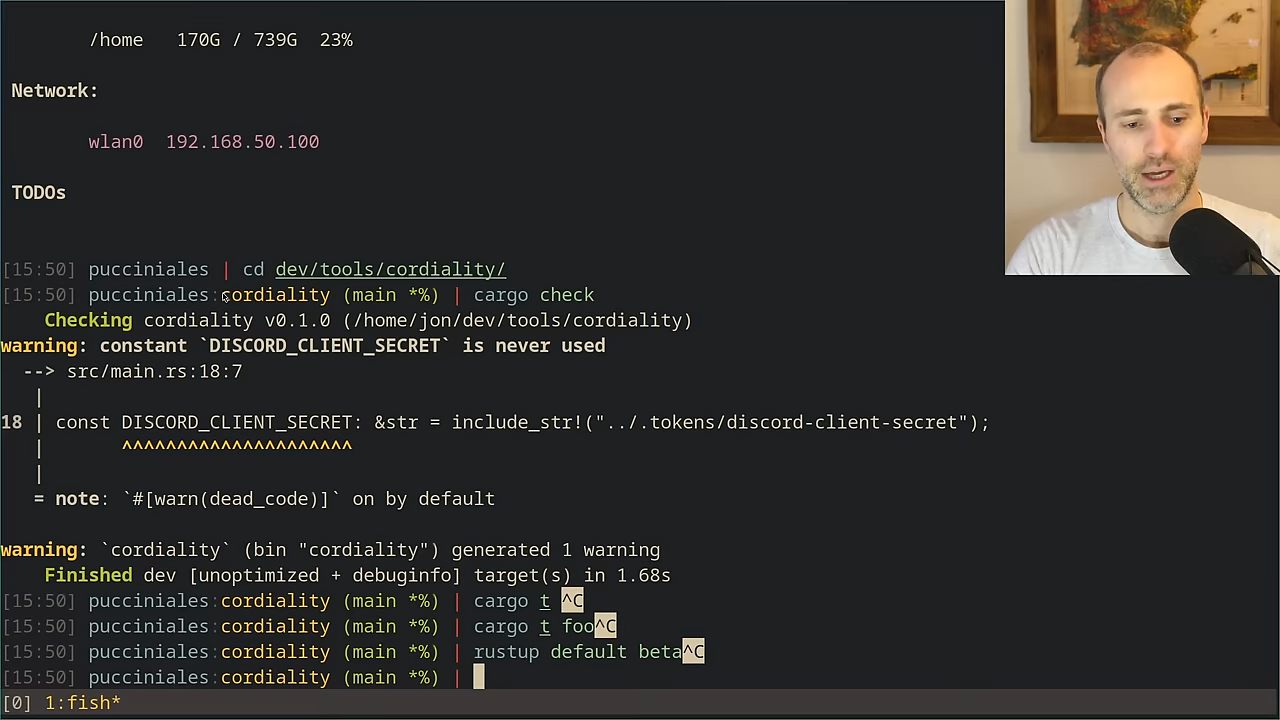 /home 170G / 739G 23%
Network:
wlan0 192.168.50.100
TODOs
[15:50] pucciniales | cd dev/tools/cordiality/
[15:50] pucciniales:cordiality (main *%) | cargo check
Checking cordiality v0.1.0 (/home/jon/dev/tools/cordiality)
warning: constant `DISCORD_CLIENT_SECRET` is never used
--> src/main.rs:18:7
|
18 | const DISCORD_CLIENT_SECRET: &str = include_str!("../.tokens/discord-client-secret");
| ^^^^^^^^^^^^^^^^^^^^^
|
= note: `#[warn(dead_code)]` on by default
warning: `cordiality` (bin "cordiality") generated 1 warning
Finished dev [unoptimized + debuginfo] target(s) in 1.68s
[15:50] pucciniales:cordiality (main *%) | cargo t ^C
[15:50] pucciniales:cordiality (main *%) | cargo t foo^C
[15:50] pucciniales:cordiality (main *%) | rustup default beta^C
[15:50] pucciniales:cordiality (main *%) |
[0] 1:fish*